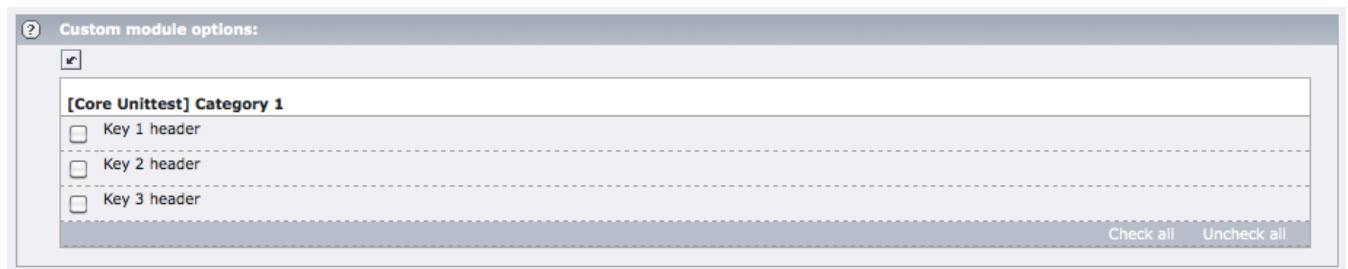 ? Custom module options:
[Core Unittest] Category 1
Key 1 header
Key 2 header
Key 3 header
Check all Uncheck all